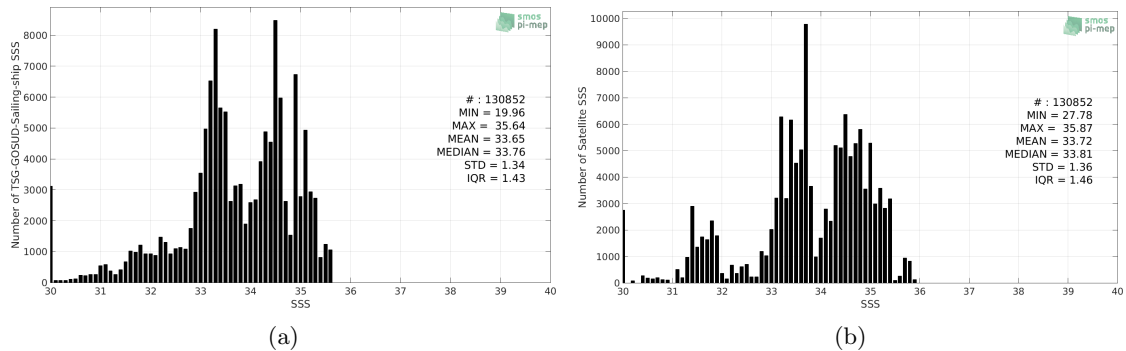 smos
pi-mep
Number of TSG-GOSUD-Sailing-ship SSS
8000
7000
6000
5000
4000
3000
2000
1000
0
# : 130852
MIN = 19.96
MAX = 35.64
MEAN = 33.65
MEDIAN = 33.76
STD = 1.34
IQR = 1.43
30 31 32 33 34 35 36 37 38 39 40
SSS
(a)
smos
pi-mep
Number of Satellite SSS
10000
9000
8000
7000
6000
5000
4000
3000
2000
1000
0
# : 130852
MIN = 27.78
MAX = 35.87
MEAN = 33.72
MEDIAN = 33.81
STD = 1.36
IQR = 1.46
30 31 32 33 34 35 36 37 38 39 40
SSS
(b)